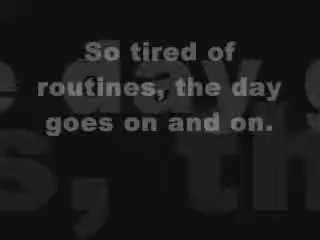 So tired of
routines, the day
goes on and on.